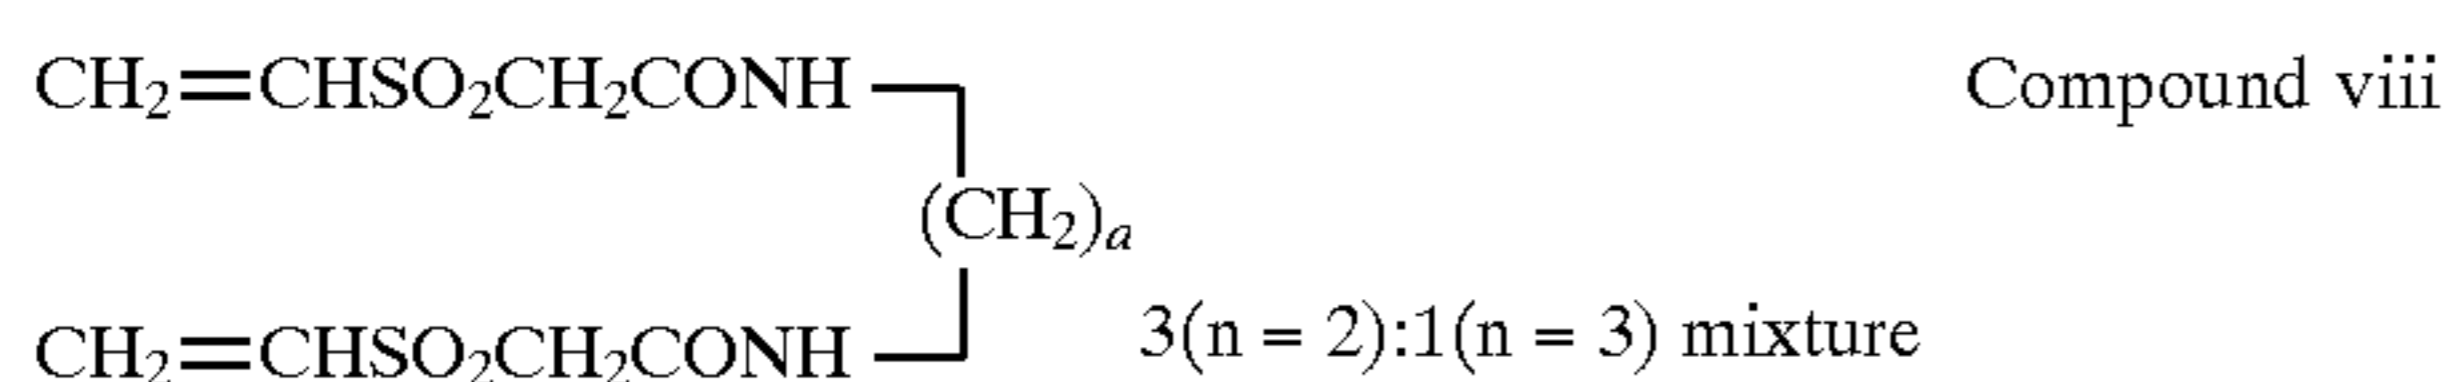 CH₂=CHSO₂CH₂CONH Compound viii
(CH₂)ₐ
CH₂=CHSO₂CH₂CONH 3(n = 2):1(n = 3) mixture